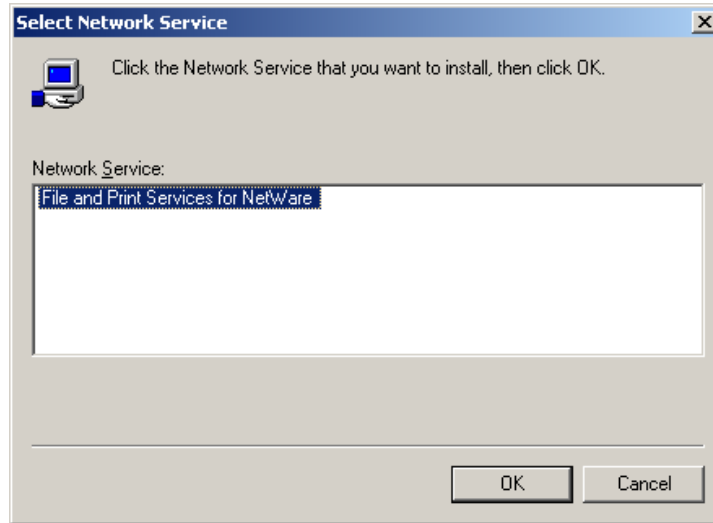 Select Network Service
Click the Network Service that you want to install, then click OK.
Network Service:
File and Print Services for NetWare
OK
Cancel